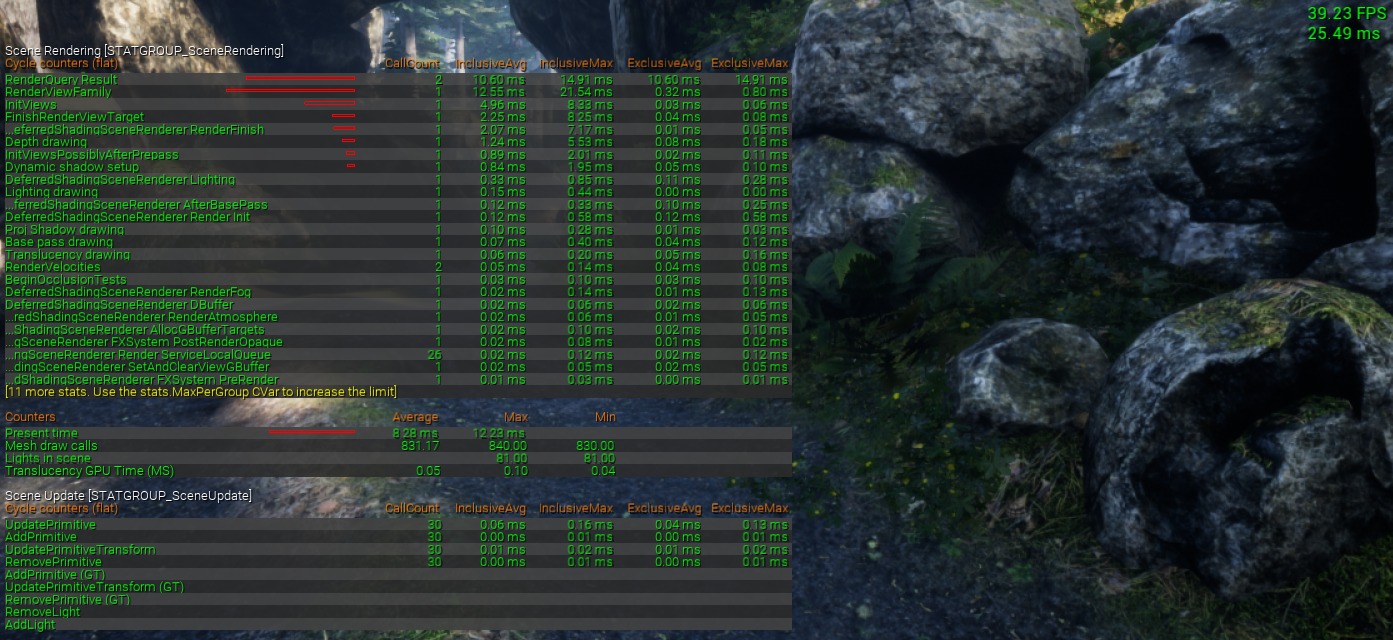 39.23 FPS
25.49 ms
Scene Rendering [STATGROUP_SceneRendering]
Cycle counters (flat) CallCount InclusiveAvg InclusiveMax ExclusiveAvg ExclusiveMax
RenderQuery Result 2 10.60 ms 14.91 ms 10.60 ms 14.91 ms
RenderViewFamily 1 12.55 ms 21.54 ms 0.32 ms 0.80 ms
InitViews 1 4.96 ms 8.33 ms 0.03 ms 0.06 ms
FinishRenderViewTarget 1 2.25 ms 8.25 ms 0.04 ms 0.08 ms
...eferredShadingSceneRenderer RenderFinish 1 2.07 ms 7.17 ms 0.01 ms 0.05 ms
Depth drawing 1 1.24 ms 5.53 ms 0.08 ms 0.18 ms
InitViewsPossiblyAfterPrepass 1 0.89 ms 2.01 ms 0.02 ms 0.11 ms
Dynamic shadow setup 1 0.84 ms 1.95 ms 0.05 ms 0.10 ms
DeferredShadingSceneRenderer Lighting 1 0.33 ms 0.85 ms 0.11 ms 0.28 ms
Lighting drawing 1 0.15 ms 0.44 ms 0.00 ms 0.00 ms
...ferredShadingSceneRenderer AfterBasePass 1 0.12 ms 0.33 ms 0.10 ms 0.25 ms
DeferredShadingSceneRenderer Render Init 1 0.12 ms 0.58 ms 0.12 ms 0.58 ms
Proj Shadow drawing 1 0.10 ms 0.28 ms 0.01 ms 0.03 ms
Base pass drawing 1 0.07 ms 0.40 ms 0.04 ms 0.12 ms
Translucency drawing 1 0.06 ms 0.20 ms 0.05 ms 0.16 ms
RenderVelocities 2 0.05 ms 0.14 ms 0.04 ms 0.08 ms
BeginOcclusionTests 1 0.03 ms 0.10 ms 0.03 ms 0.10 ms
DeferredShadingSceneRenderer RenderFog 1 0.02 ms 0.14 ms 0.01 ms 0.13 ms
DeferredShadingSceneRenderer DBuffer 1 0.02 ms 0.06 ms 0.02 ms 0.06 ms
...redShadingSceneRenderer RenderAtmosphere 1 0.02 ms 0.06 ms 0.01 ms 0.05 ms
...ShadingSceneRenderer AllocGBufferTargets 1 0.02 ms 0.10 ms 0.02 ms 0.10 ms
...gSceneRenderer FXSystem PostRenderOpaque 1 0.02 ms 0.08 ms 0.01 ms 0.02 ms
...ngSceneRenderer Render ServiceLocalQueue 26 0.02 ms 0.12 ms 0.02 ms 0.12 ms
...dingSceneRenderer SetAndClearViewGBuffer 1 0.02 ms 0.05 ms 0.02 ms 0.05 ms
...dShadingSceneRenderer FXSystem PreRender 1 0.01 ms 0.03 ms 0.00 ms 0.01 ms
[11 more stats. Use the stats.MaxPerGroup CVar to increase the limit]
Counters Average Max Min
Present time 8.28 ms 12.23 ms
Mesh draw calls 831.17 840.00 830.00
Lights in scene 81.00 81.00
Translucency GPU Time (MS) 0.05 0.10 0.04
Scene Update [STATGROUP_SceneUpdate]
Cycle counters (flat) CallCount InclusiveAvg InclusiveMax ExclusiveAvg ExclusiveMax
UpdatePrimitive 30 0.06 ms 0.16 ms 0.04 ms 0.13 ms
AddPrimitive 30 0.00 ms 0.01 ms 0.00 ms 0.01 ms
UpdatePrimitiveTransform 30 0.01 ms 0.02 ms 0.01 ms 0.02 ms
RemovePrimitive 30 0.00 ms 0.01 ms 0.00 ms 0.01 ms
AddPrimitive (GT)
UpdatePrimitiveTransform (GT)
RemovePrimitive (GT)
RemoveLight
AddLight